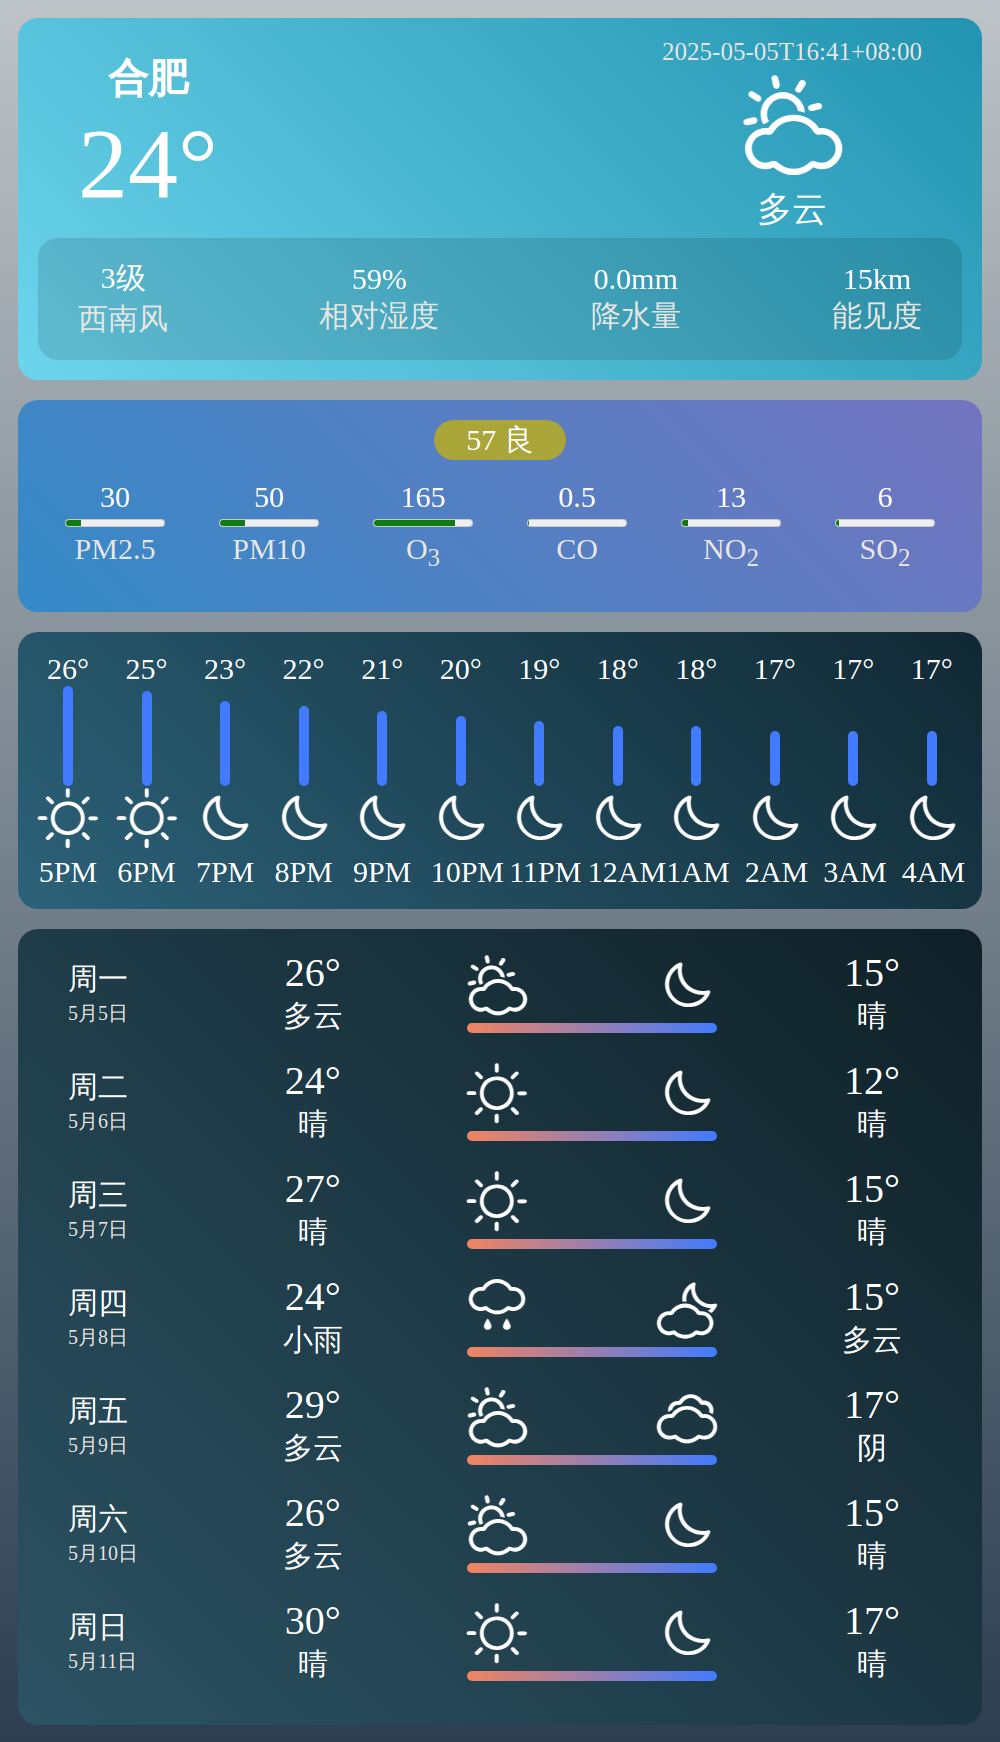 合肥
24°
2025-05-05T16:41+08:00
多云
3级 59% 0.0mm 15km
西南风 相对湿度 降水量 能见度
57 良
30 50 165 0.5 13 6
PM2.5 PM10 O3 CO NO2 SO2
26° 25° 23° 22° 21° 20° 19° 18° 18° 17° 17° 17°
5PM 6PM 7PM 8PM 9PM 10PM 11PM 12AM 1AM 2AM 3AM 4AM
周一 26° 15°
5月5日 多云 晴
周二 24° 12°
5月6日 晴 晴
周三 27° 15°
5月7日 晴 晴
周四 24° 15°
5月8日 小雨 多云
周五 29° 17°
5月9日 多云 阴
周六 26° 15°
5月10日 多云 晴
周日 30° 17°
5月11日 晴 晴